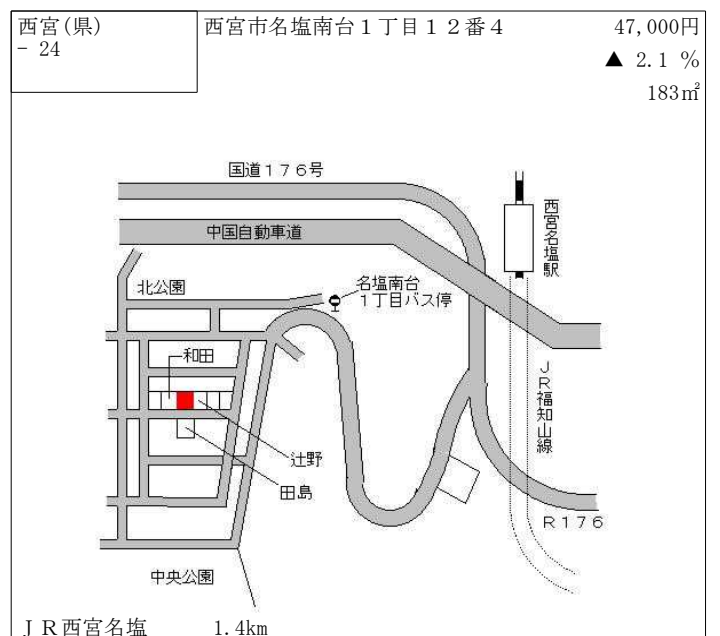 西宮(県)
- 24
西宮市名塩南台１丁目１２番４
47,000円
▲ 2.1 %
183㎡
国道１７６号
西宮名塩駅
中国自動車道
北公園
名塩南台
１丁目バス停
和田
ＪＲ福知山線
辻野
田島
Ｒ１７６
中央公園
ＪＲ西宮名塩 1.4km